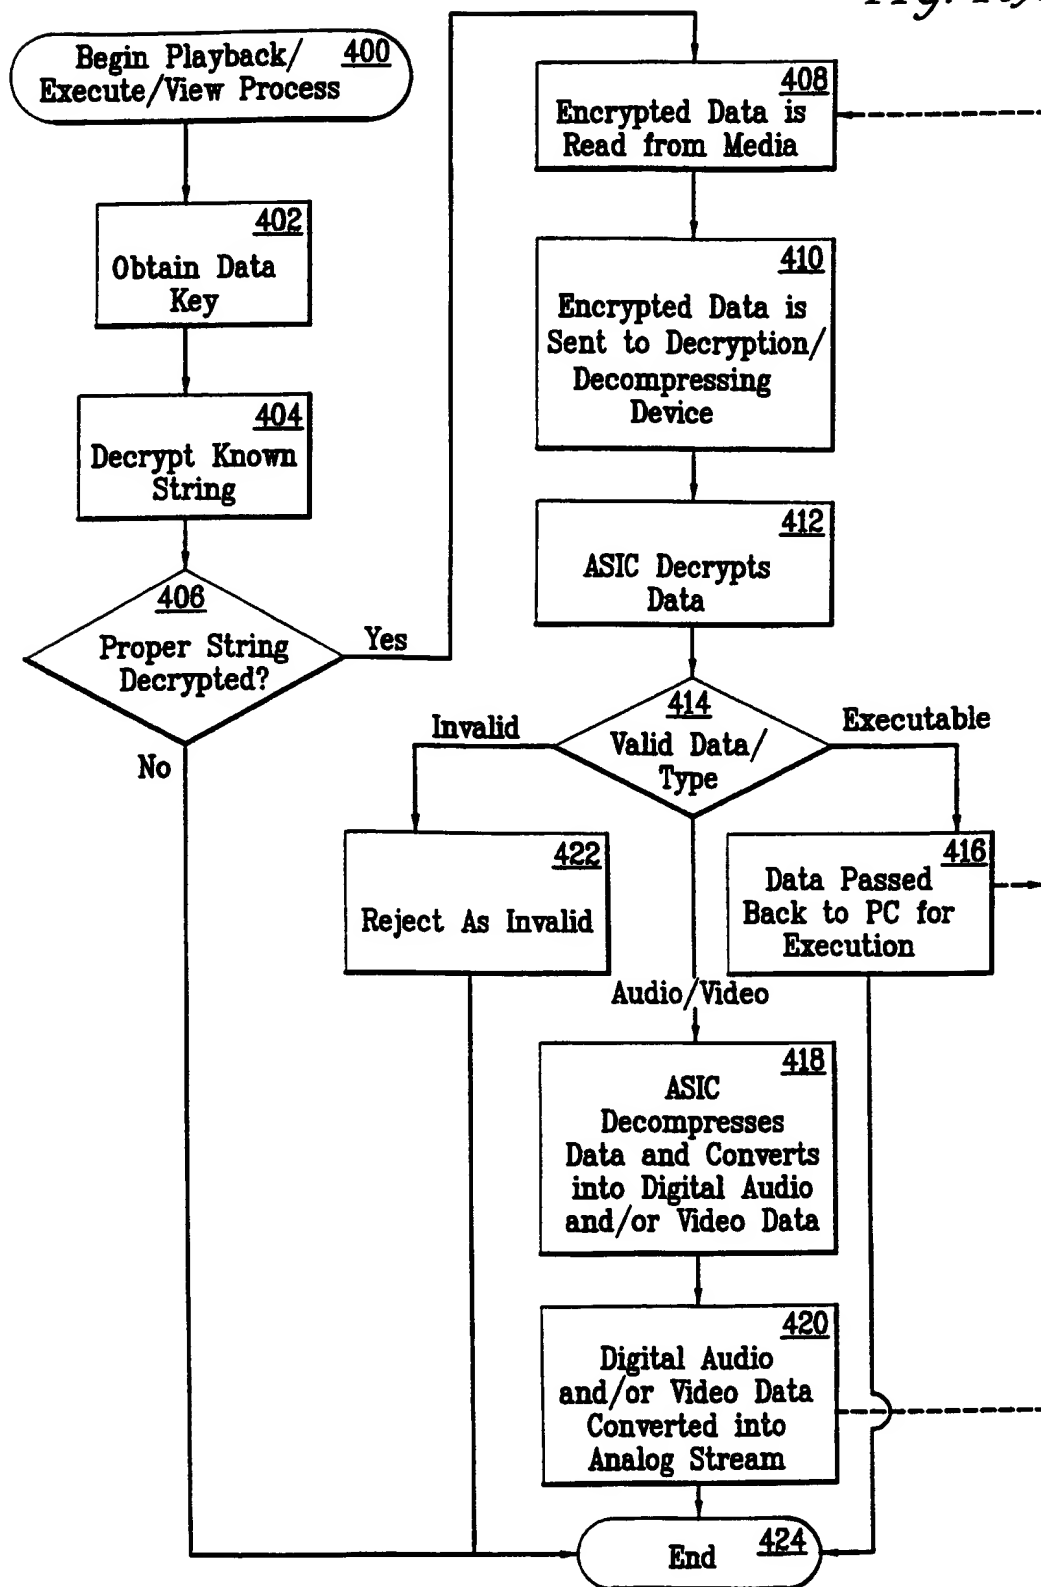 Begin Playback/ 400
Execute/View Process
402
Obtain Data
Key
404
Decrypt Known
String
406
Proper String
Decrypted?
Yes
No
408
Encrypted Data is
Read from Media
410
Encrypted Data is
Sent to Decryption/
Decompressing
Device
412
ASIC Decrypts
Data
414
Valid Data/
Type
Invalid
Executable
Audio/Video
422
Reject As Invalid
416
Data Passed
Back to PC for
Execution
418
ASIC
Decompresses
Data and Converts
into Digital Audio
and/or Video Data
420
Digital Audio
and/or Video Data
Converted into
Analog Stream
End 424